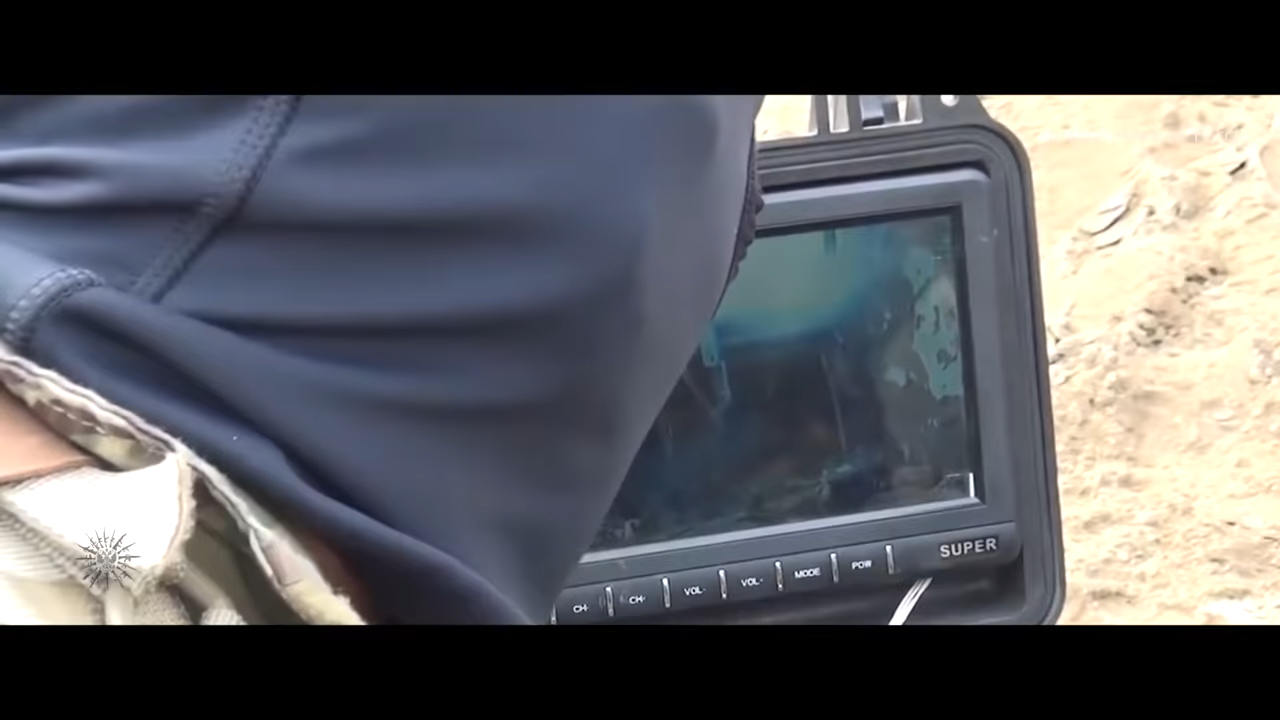 SUPER
CH-
CH-
VOL-
VOL-
MODE
POW